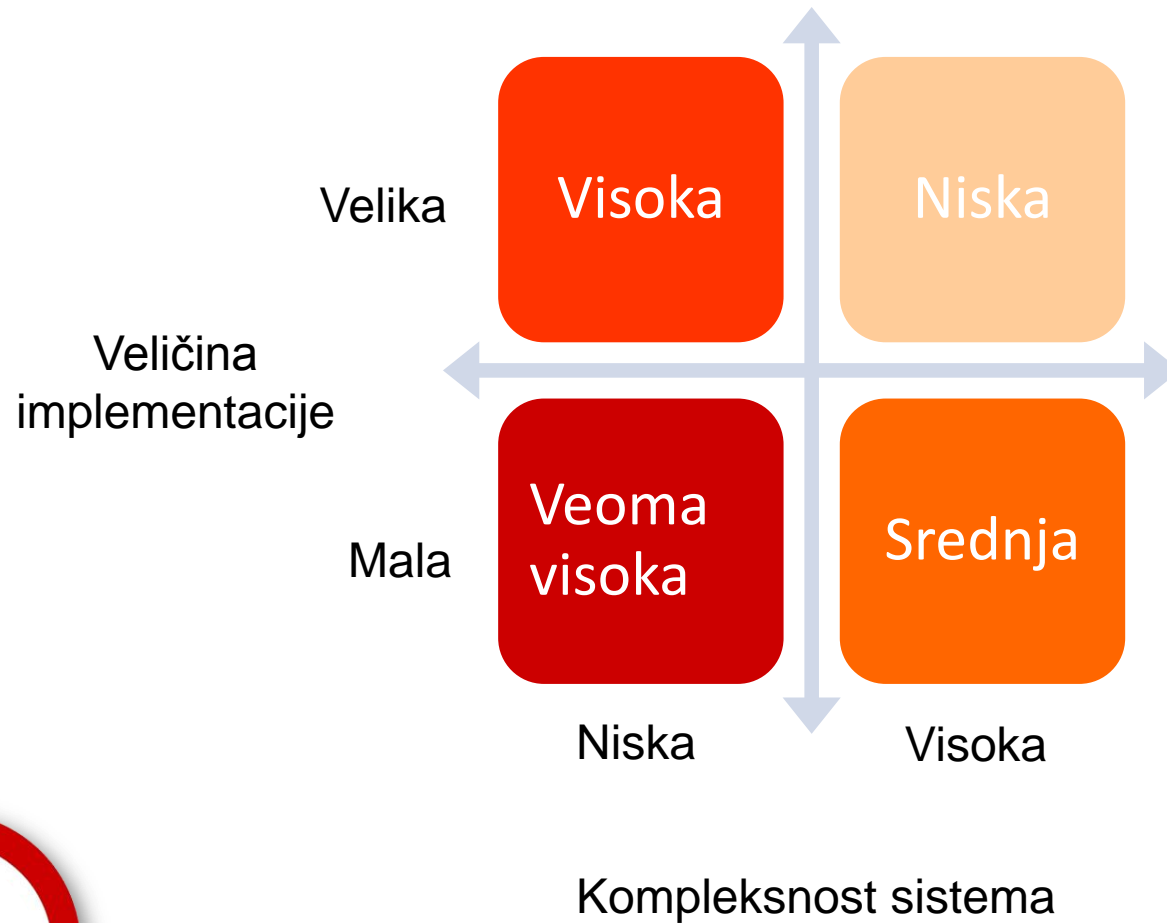 Velika
Visoka
Niska
Veličina
implementacije
Mala
Veoma
visoka
Srednja
Niska
Visoka
Kompleksnost sistema